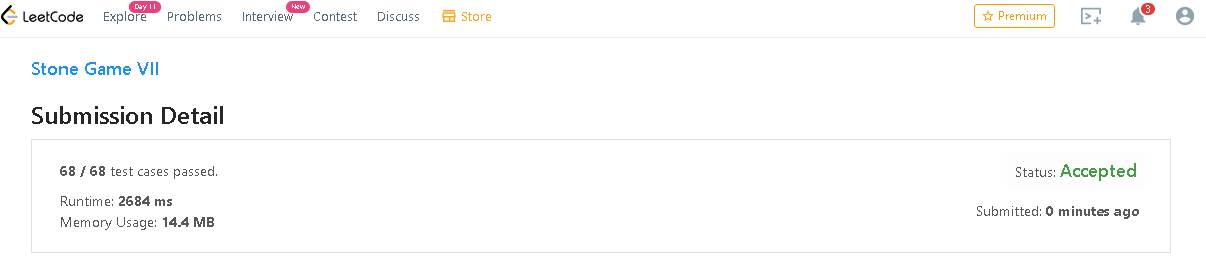 Day 11 New
LeetCode Explore Problems Interview Contest Discuss Store Premium 3
Stone Game VII
Submission Detail
68 / 68 test cases passed.
Status: Accepted
Runtime: 2684 ms
Submitted: 0 minutes ago
Memory Usage: 14.4 MB